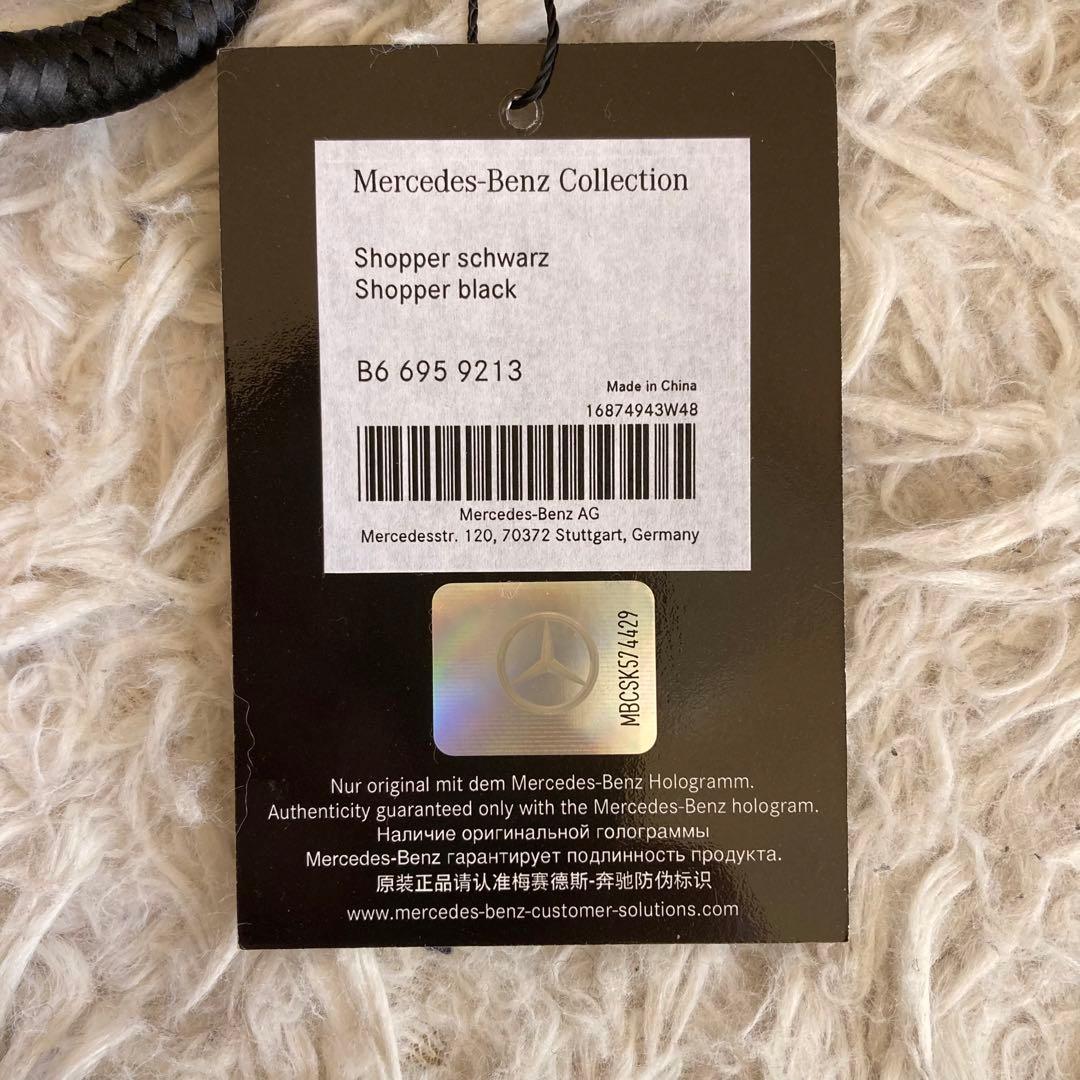 Mercedes-Benz Collection
Shopper schwarz
Shopper black
B6 695 9213
Made in China
16874943W48
Mercedes-Benz AG
Mercedesstr. 120, 70372 Stuttgart, Germany
MBCSK574429
Nur original mit dem Mercedes-Benz Hologramm.
Authenticity guaranteed only with the Mercedes-Benz hologram.
Наличие оригинальной голограммы
Mercedes-Benz гарантирует подлинность продукта.
原装正品请认准梅赛德斯-奔驰防伪标识
www.mercedes-benz-customer-solutions.com